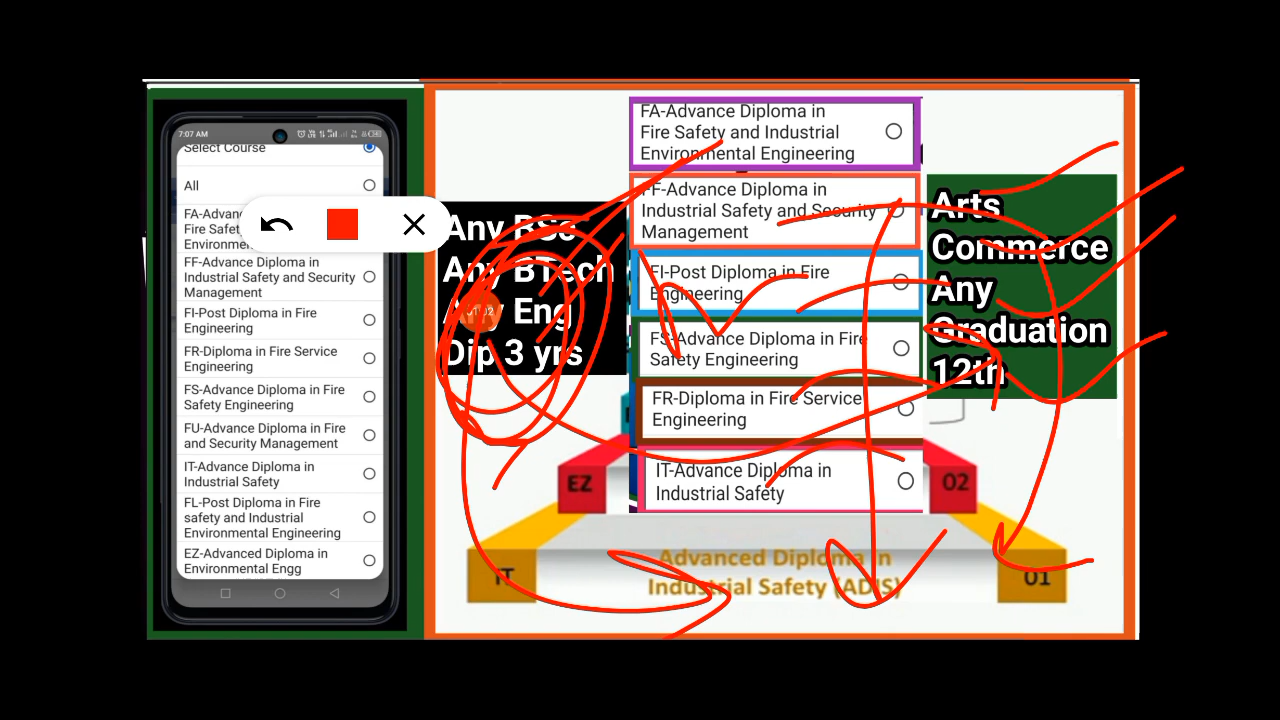 7:07 AM
Select Course
All
FA-Advance
Fire Safety
Environmen
FF-Advance Diploma in
Industrial Safety and Security
Management
FI-Post Diploma in Fire
Engineering
FR-Diploma in Fire Service
Engineering
FS-Advance Diploma in Fire
Safety Engineering
FU-Advance Diploma in Fire
and Security Management
IT-Advance Diploma in
Industrial Safety
FL-Post Diploma in Fire
safety and Industrial
Environmental Engineering
EZ-Advanced Diploma in
Environmental Engg
Any BSc
Any BTech
Any Eng
Dip 3 yrs
FA-Advance Diploma in
Fire Safety and Industrial
Environmental Engineering
FF-Advance Diploma in
Industrial Safety and Security
Management
FI-Post Diploma in Fire
Engineering
FS-Advance Diploma in Fire
Safety Engineering
FR-Diploma in Fire Service
Engineering
IT-Advance Diploma in
Industrial Safety
Arts
Commerce
Any
Graduation
12th
EZ
02
IT
Advanced Diploma in
Industrial Safety (ADIS)
01